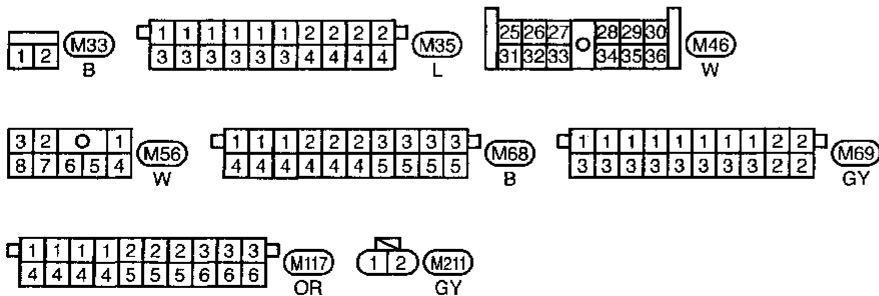 1 2 M33 B
1 1 1 1 1 1 2 2 2 2 M35
3 3 3 3 3 3 4 4 4 4 L
25 26 27 28 29 30 M46
31 32 33 34 35 36 W
3 2 1 M56
8 7 6 5 4 W
1 1 1 2 2 2 3 3 3 3 M68
4 4 4 4 4 4 5 5 5 5 B
1 1 1 1 1 1 1 1 2 2 M69
3 3 3 3 3 3 3 3 2 2 GY
1 1 1 1 2 2 2 3 3 3 M117
4 4 4 4 5 5 5 6 6 6 OR
1 2 M211 GY